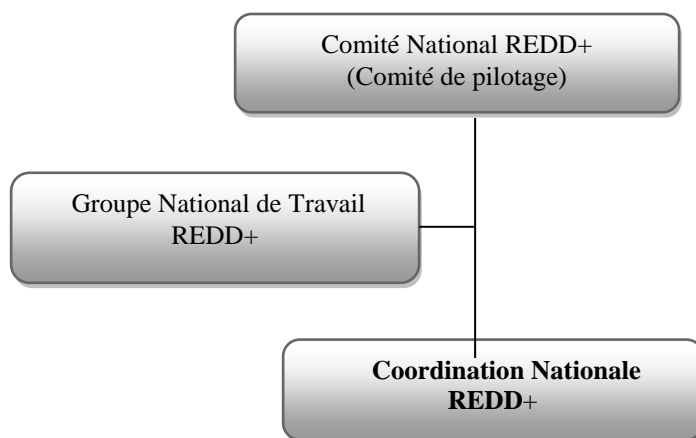 Comité National REDD+
(Comité de pilotage)
Groupe National de Travail
REDD+
Coordination Nationale
REDD+